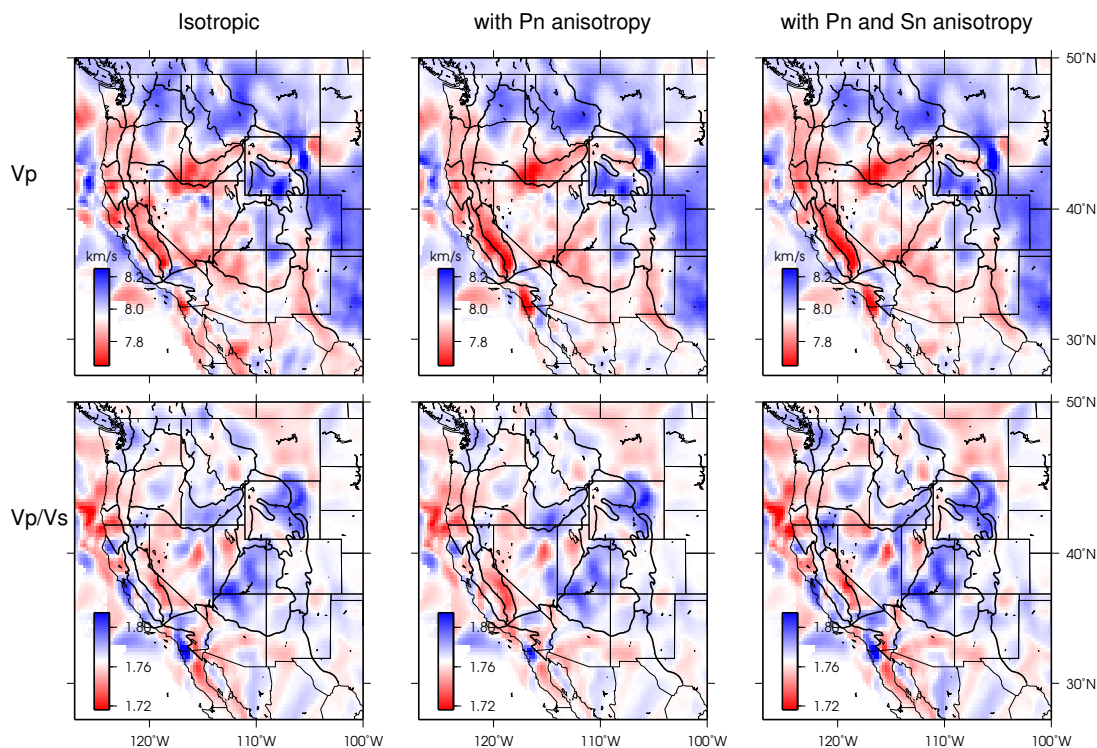 Isotropic with Pn anisotropy with Pn and Sn anisotropy
50˚N
Vp
40˚N
km/s km/s km/s
8.2 8.2 8.2
8.0 8.0 8.0
7.8 7.8 7.8
30˚N
50˚N
Vp/Vs
40˚N
1.80 1.80 1.80
1.76 1.76 1.76
1.72 1.72 1.72
30˚N
120˚W 110˚W 100˚W 120˚W 110˚W 100˚W 120˚W 110˚W 100˚W